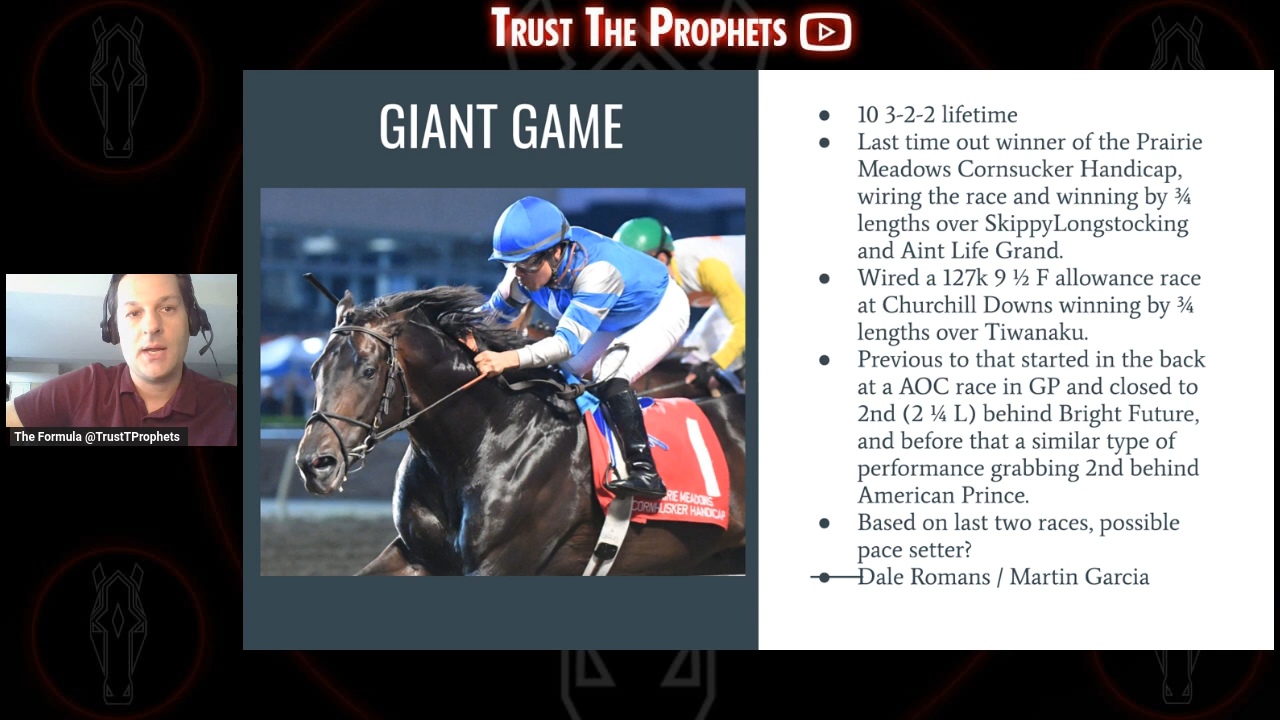 TRUST THE PROPHETS
GIANT GAME
● 10 3-2-2 lifetime
● Last time out winner of the Prairie
Meadows Cornsucker Handicap,
wiring the race and winning by ¾
lengths over SkippyLongstocking
and Aint Life Grand.
● Wired a 127k 9 ½ F allowance race
at Churchill Downs winning by ¾
lengths over Tiwanaku.
● Previous to that started in the back
at a AOC race in GP and closed to
2nd (2 ¼ L) behind Bright Future,
and before that a similar type of
performance grabbing 2nd behind
American Prince.
● Based on last two races, possible
pace setter?
● Dale Romans / Martin Garcia
The Formula @TrustTProphets
1
RIE MEADOWS
CORNHUSKER HANDICAP